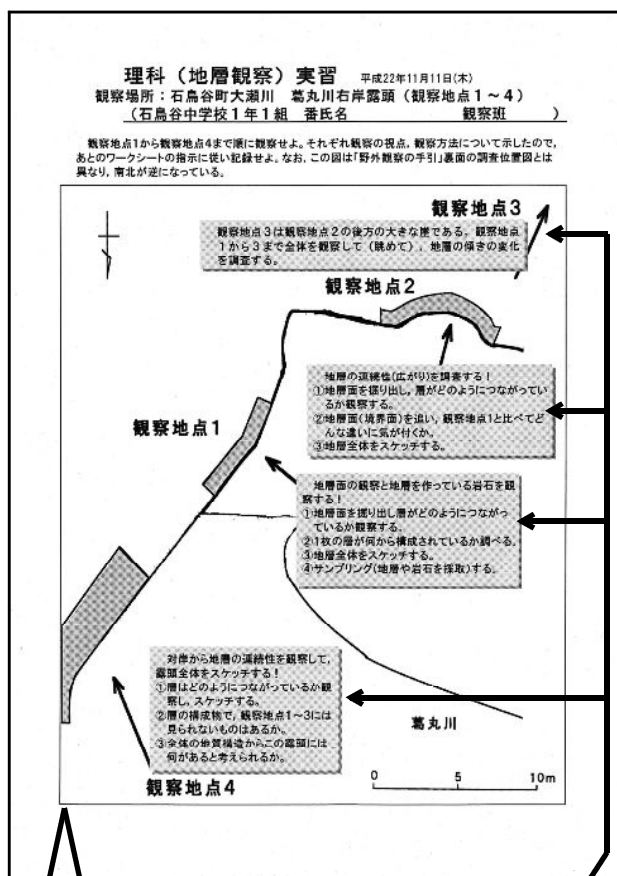 理科（地層観察）実習　平成22年11月11日(木)
観察場所：石鳥谷町大瀬川　葛丸川右岸露頭（観察地点１～４）
（石鳥谷中学校１年１組　番氏名　観察班　）
観察地点1から観察地点4まで順に観察せよ。それぞれ観察の視点，観察方法について示したので，
あとのワークシートの指示に従い記録せよ。なお，この図は「野外観察の手引」裏面の調査位置図とは
異なり，南北が逆になっている。
観察地点3
観察地点3は観察地点2の後方の大きな崖である。観察地点
1から3まで全体を観察して（眺めて），地層の傾きの変化
を調査する。
観察地点2
地層の連続性(広がり)を調査する！
①地層面を掘り出し，層がどのようにつながってい
るか観察する。
②地層面(境界面)を追い，観察地点1と比べてど
んな違いに気が付くか。
③地層全体をスケッチする。
観察地点1
地層面の観察と地層を作っている岩石を観
察する！
①地層面を掘り出し層がどのようにつながっ
ているか観察する。
②1枚の層が何から構成されているか調べる。
③地層全体をスケッチする。
④サンプリング(地層や岩石を採取)する。
対岸から地層の連続性を観察して，
露頭全体をスケッチする！
①層はどのようにつながっているか観
察し，スケッチする。
②層の構成物で，観察地点1～3には
見られないものはあるか。
③全体の地質構造からこの露頭には
何があると考えられるか。
観察地点4
葛丸川
0　5　10m